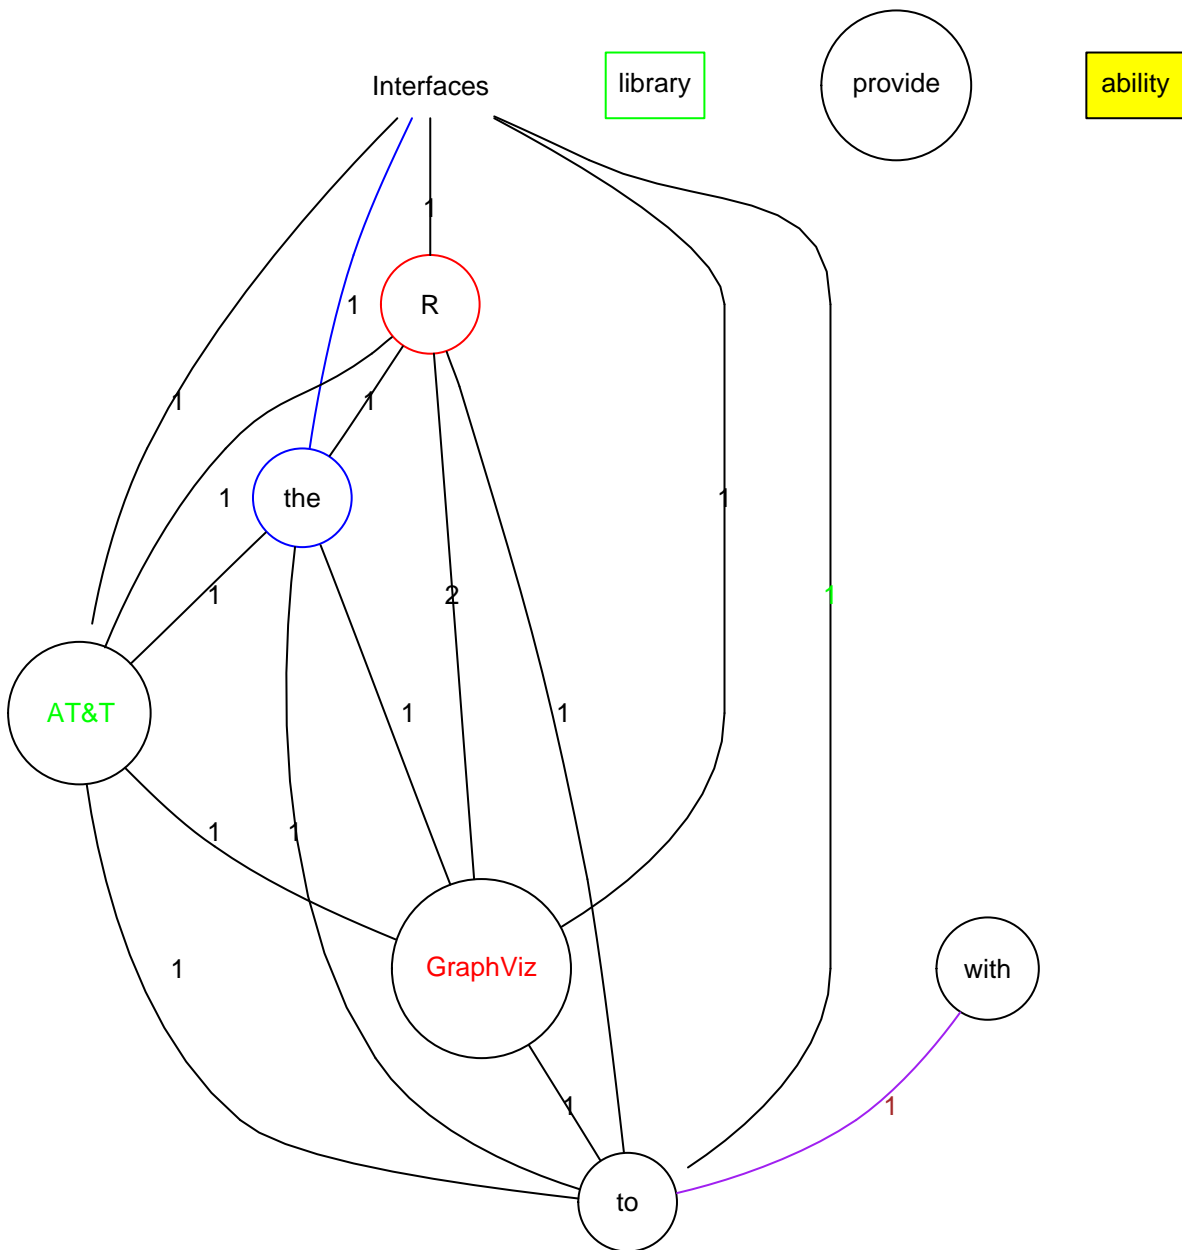 Interfaces library provide ability
1
R
1
1 1
1 the 1
1 2 1
AT&T 1 1
1 1
GraphViz with
1
1 1
to